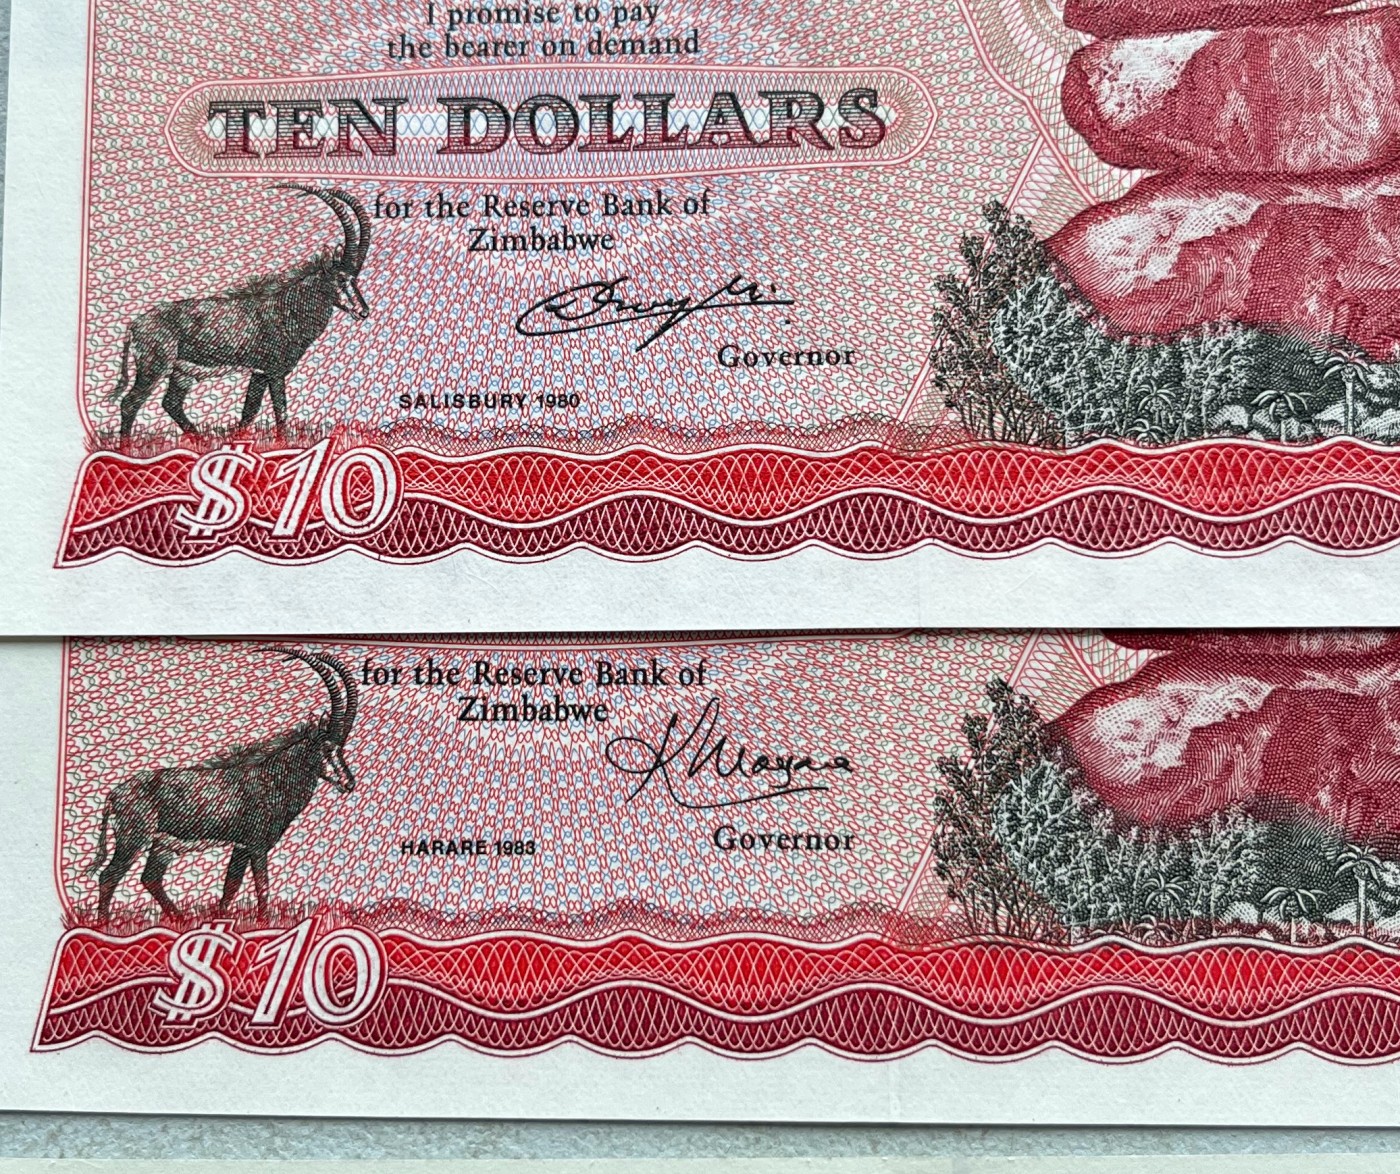 I promise to pay
the bearer on demand
TEN DOLLARS
for the Reserve Bank of
Zimbabwe
Governor
SALISBURY 1980
$10
for the Reserve Bank of
Zimbabwe
Governor
HARARE 1983
$10